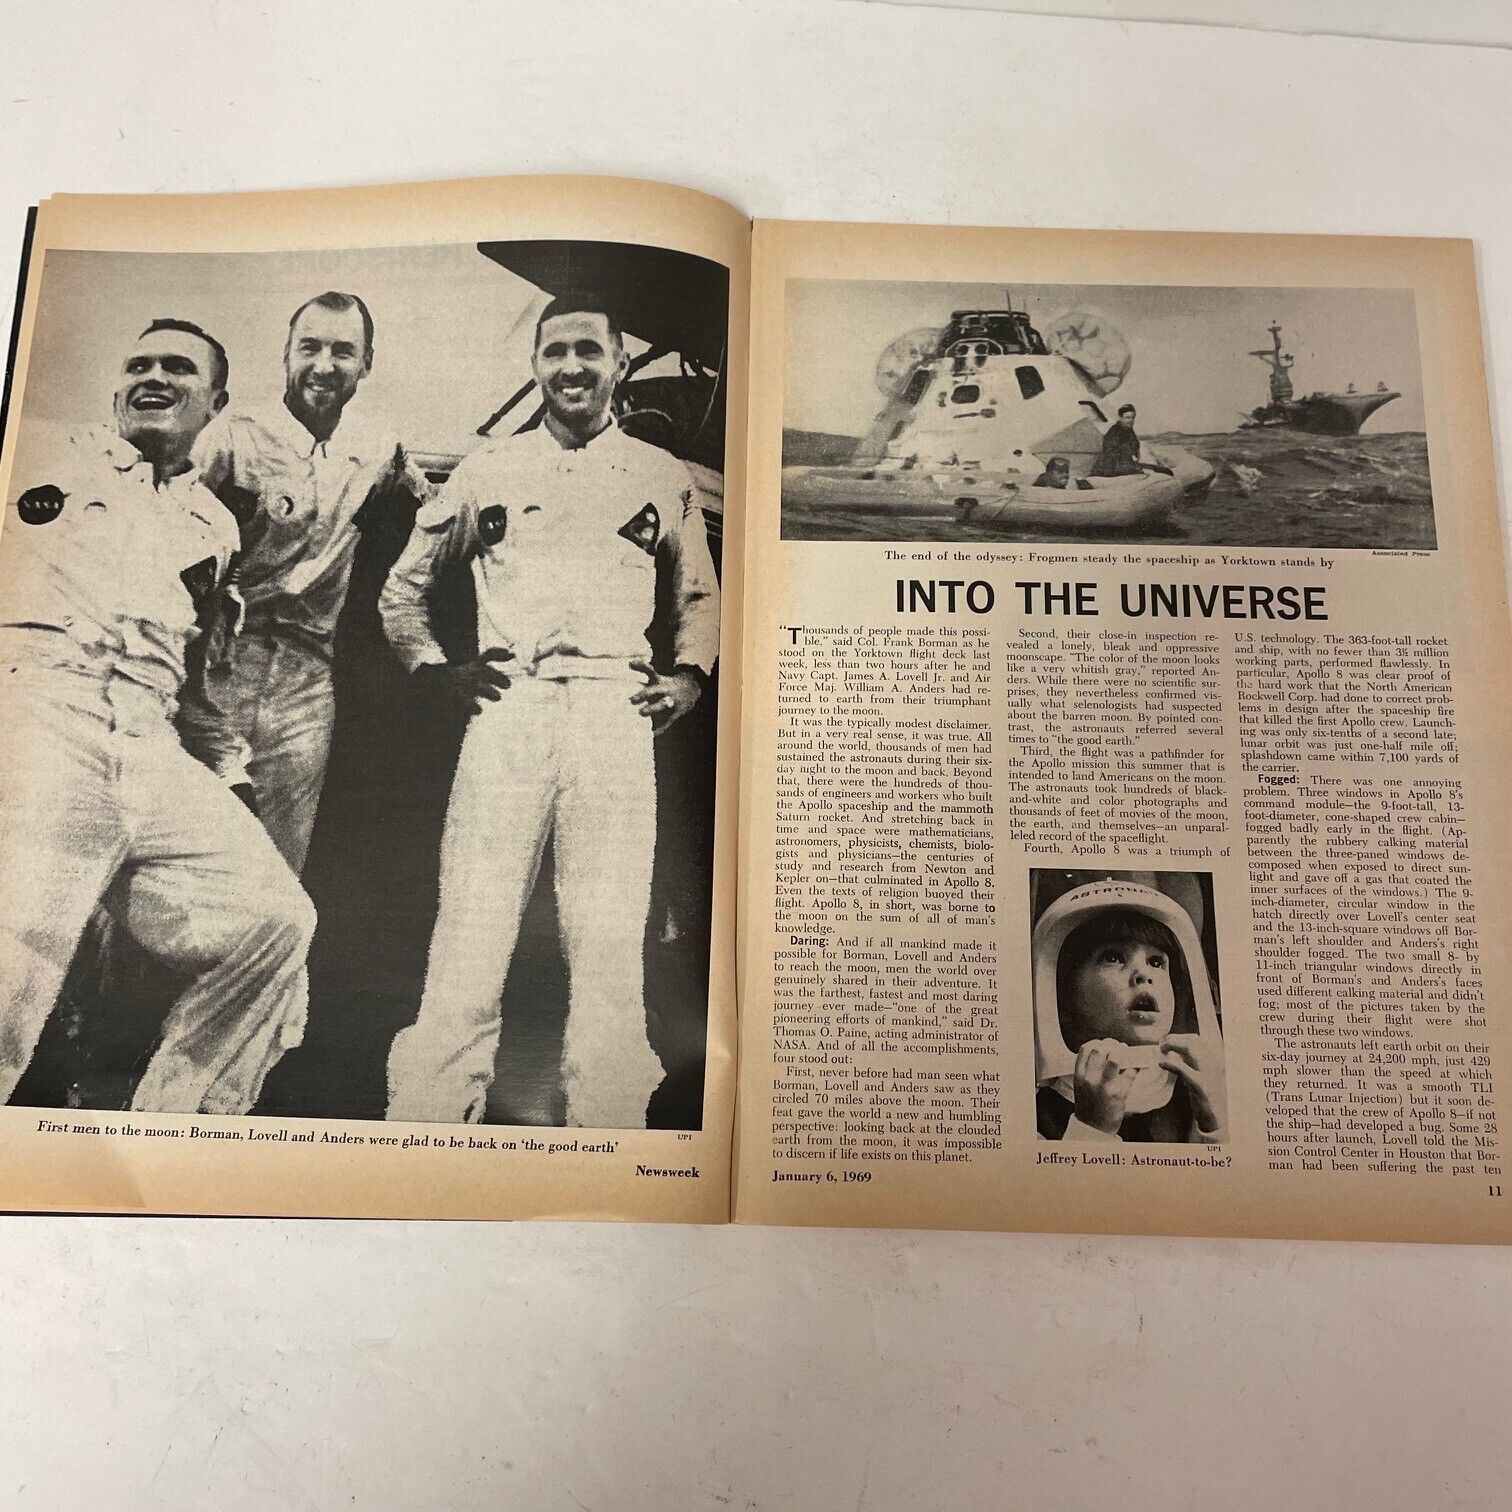 NASA
UPI
First men to the moon: Borman, Lovell and Anders were glad to be back on 'the good earth'
Newsweek
Associated Press
The end of the odyssey: Frogmen steady the spaceship as Yorktown stands by
INTO THE UNIVERSE
"Thousands of people made this possi-
ble," said Col. Frank Borman as he
stood on the Yorktown flight deck last
week, less than two hours after he and
Navy Capt. James A. Lovell Jr. and Air
Force Maj. William A. Anders had re-
turned to earth from their triumphant
journey to the moon.
It was the typically modest disclaimer.
But in a very real sense, it was true. All
around the world, thousands of men had
sustained the astronauts during their six-
day flight to the moon and back. Beyond
that, there were the hundreds of thou-
sands of engineers and workers who built
the Apollo spaceship and the mammoth
Saturn rocket. And stretching back in
time and space were mathematicians,
astronomers, physicists, chemists, biolo-
gists and physicians—the centuries of
study and research from Newton and
Kepler on—that culminated in Apollo 8.
Even the texts of religion buoyed their
flight. Apollo 8, in short, was borne to
the moon on the sum of all of man's
knowledge.
Daring: And if all mankind made it
possible for Borman, Lovell and Anders
to reach the moon, men the world over
genuinely shared in their adventure. It
was the farthest, fastest and most daring
journey ever made—"one of the great
pioneering efforts of mankind," said Dr.
Thomas O. Paine, acting administrator of
NASA. And of all the accomplishments,
four stood out:
First, never before had man seen what
Borman, Lovell and Anders saw as they
circled 70 miles above the moon. Their
feat gave the world a new and humbling
perspective: looking back at the clouded
earth from the moon, it was impossible
to discern if life exists on this planet.
January 6, 1969
Second, their close-in inspection re-
vealed a lonely, bleak and oppressive
moonscape. "The color of the moon looks
like a very whitish gray," reported An-
ders. While there were no scientific sur-
prises, they nevertheless confirmed vis-
ually what selenologists had suspected
about the barren moon. By pointed con-
trast, the astronauts referred several
times to "the good earth."
Third, the flight was a pathfinder for
the Apollo mission this summer that is
intended to land Americans on the moon.
The astronauts took hundreds of black-
and-white and color photographs and
thousands of feet of movies of the moon,
the earth, and themselves—an unparal-
leled record of the spaceflight.
Fourth, Apollo 8 was a triumph of
ASTRONAUT
UPI
Jeffrey Lovell: Astronaut-to-be?
U.S. technology. The 363-foot-tall rocket
and ship, with no fewer than 3½ million
working parts, performed flawlessly. In
particular, Apollo 8 was clear proof of
the hard work that the North American
Rockwell Corp. had done to correct prob-
lems in design after the spaceship fire
that killed the first Apollo crew. Launch-
ing was only six-tenths of a second late;
lunar orbit was just one-half mile off;
splashdown came within 7,100 yards of
the carrier.
Fogged: There was one annoying
problem. Three windows in Apollo 8's
command module—the 9-foot-tall, 13-
foot-diameter, cone-shaped crew cabin—
fogged badly early in the flight. (Ap-
parently the rubbery calking material
between the three-paned windows de-
composed when exposed to direct sun-
light and gave off a gas that coated the
inner surfaces of the windows.) The 9-
inch-diameter, circular window in the
hatch directly over Lovell's center seat
and the 13-inch-square windows off Bor-
man's left shoulder and Anders's right
shoulder fogged. The two small 8- by
11-inch triangular windows directly in
front of Borman's and Anders's faces
used different calking material and didn't
fog; most of the pictures taken by the
crew during their flight were shot
through these two windows.
The astronauts left earth orbit on their
six-day journey at 24,200 mph, just 429
mph slower than the speed at which
they returned. It was a smooth TLI
(Trans Lunar Injection) but it soon de-
veloped that the crew of Apollo 8—if not
the ship—had developed a bug. Some 28
hours after launch, Lovell told the Mis-
sion Control Center in Houston that Bor-
man had been suffering the past ten
11